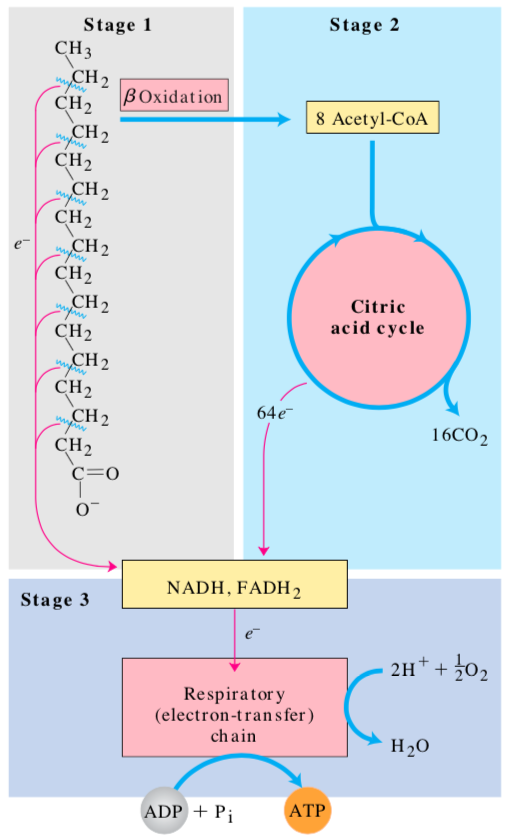 Stage 1
CH₃
CH₂
CH₂
CH₂
CH₂
CH₂
CH₂
CH₂
CH₂
CH₂
CH₂
CH₂
CH₂
CH₂
CH₂
C=O
O⁻
e⁻
β Oxidation
Stage 2
8 Acetyl-CoA
Citric
acid cycle
64e⁻
16CO₂
Stage 3
NADH, FADH₂
e⁻
Respiratory
(electron-transfer)
chain
2H⁺ + ½O₂
H₂O
ADP + Pᵢ
ATP